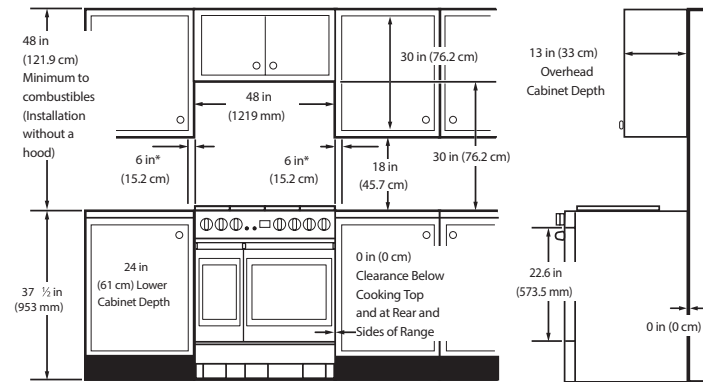 48 in
(121.9 cm)
Minimum to
combustibles
(Installation
without a
hood)
48 in
(1219 mm)
30 in (76.2 cm)
6 in*
(15.2 cm)
6 in*
(15.2 cm)
18 in
(45.7 cm)
30 in (76.2 cm)
13 in (33 cm)
Overhead
Cabinet Depth
37 ½ in
(953 mm)
24 in
(61 cm) Lower
Cabinet Depth
0 in (0 cm)
Clearance Below
Cooking Top
and at Rear and
Sides of Range
22.6 in
(573.5 mm)
0 in (0 cm)